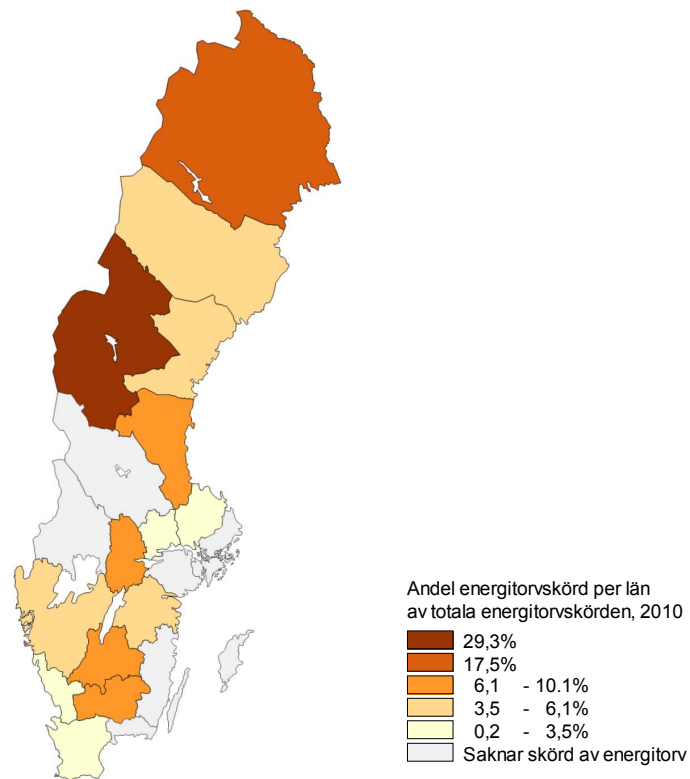 Andel energitorvskörd per län
av totala energitorvskörden, 2010
29,3%
17,5%
6,1 - 10.1%
3,5 - 6,1%
0,2 - 3,5%
Saknar skörd av energitorv